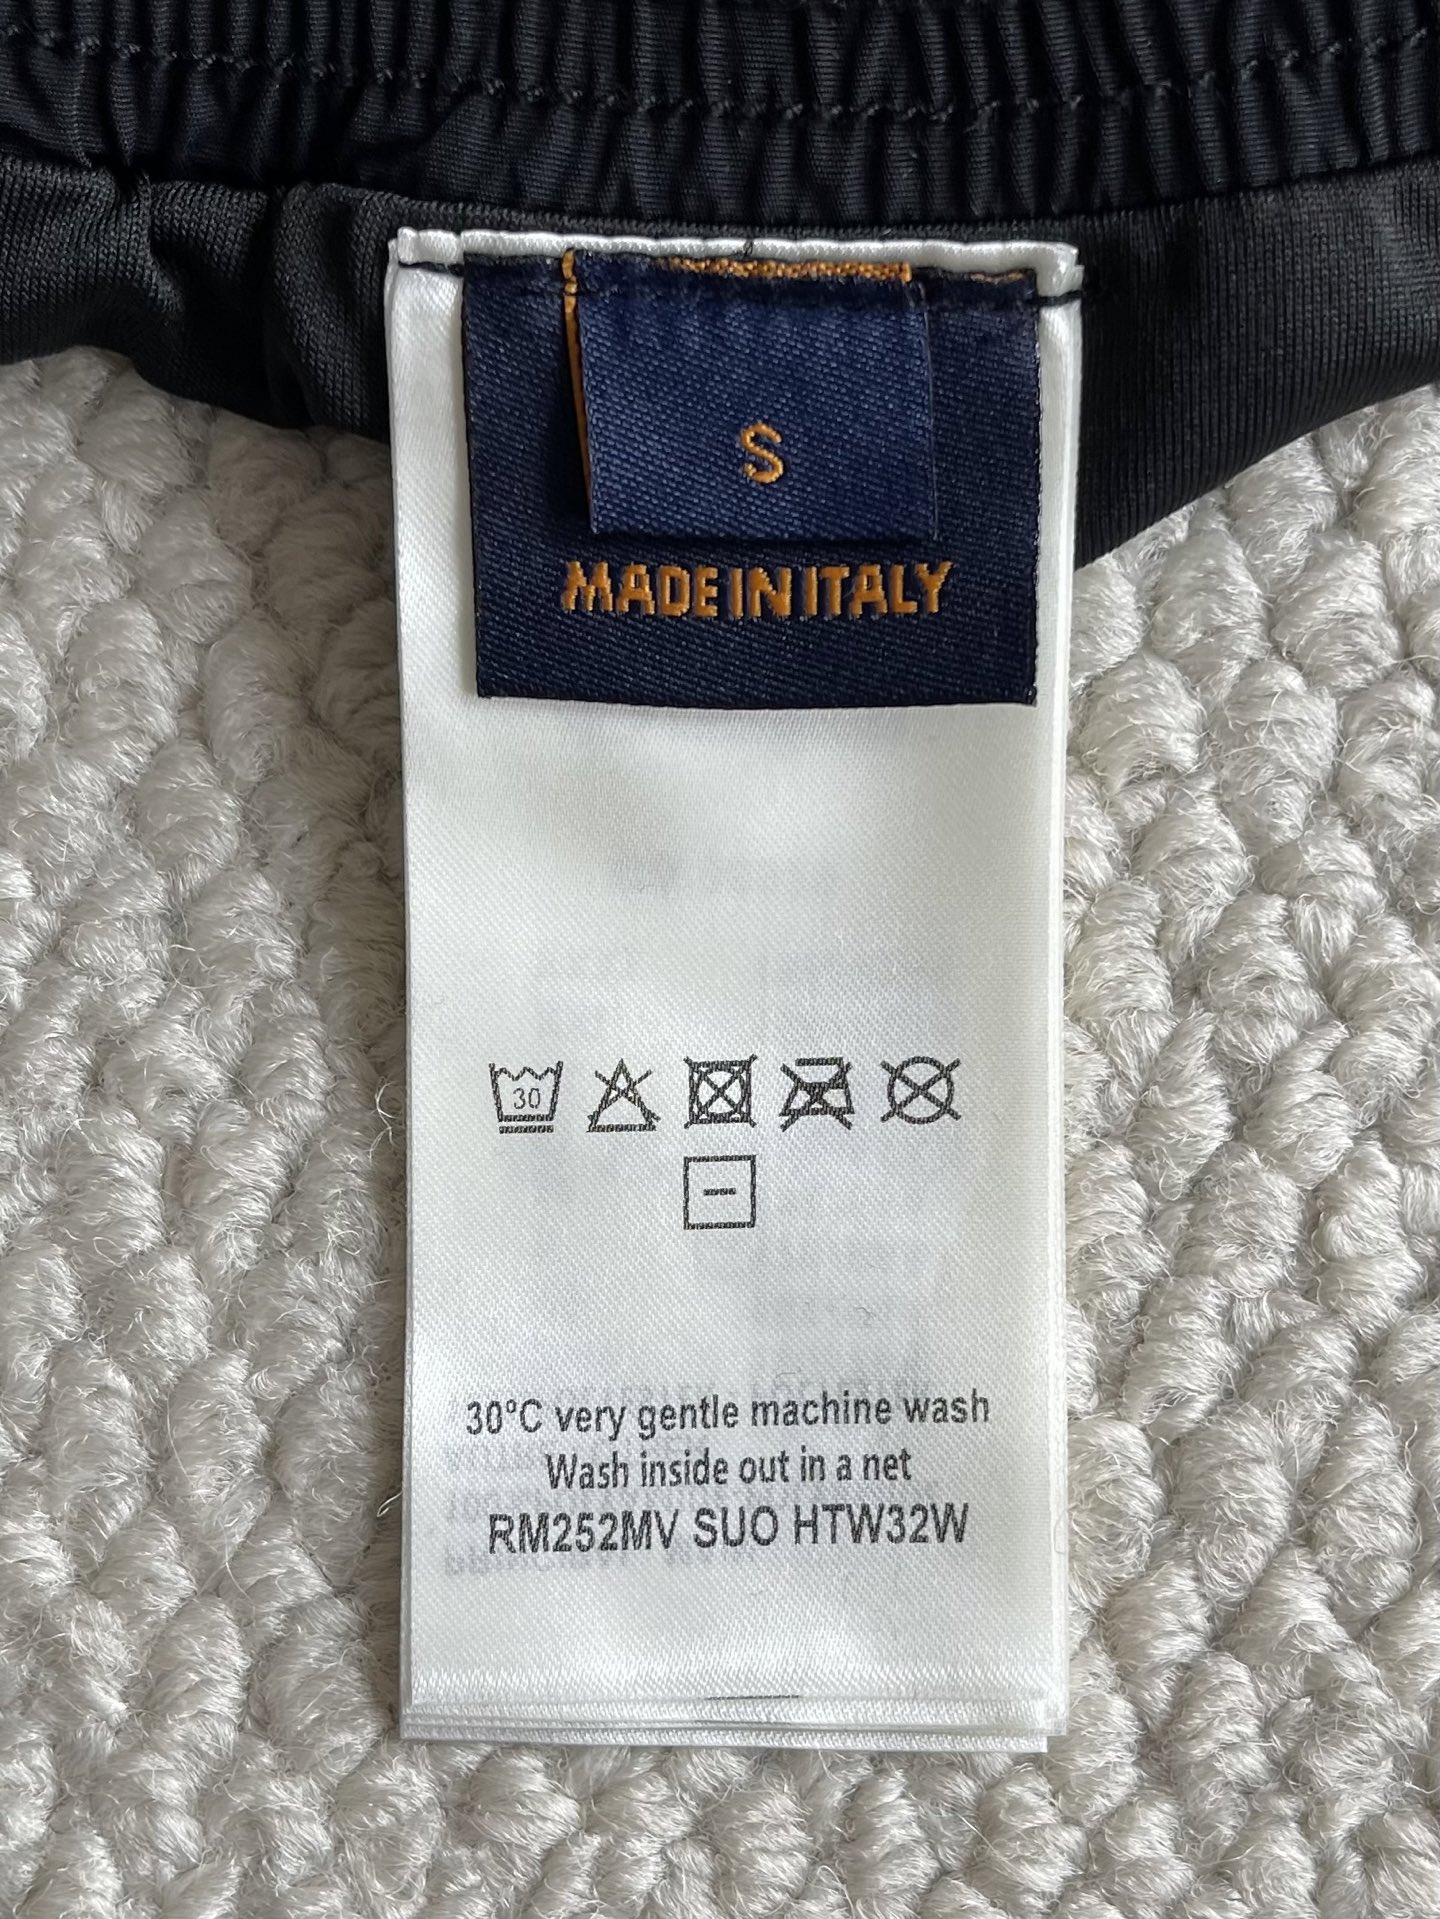 S
MADE IN ITALY
30
30°C very gentle machine wash
Wash inside out in a net
RM252MV SUO HTW32W